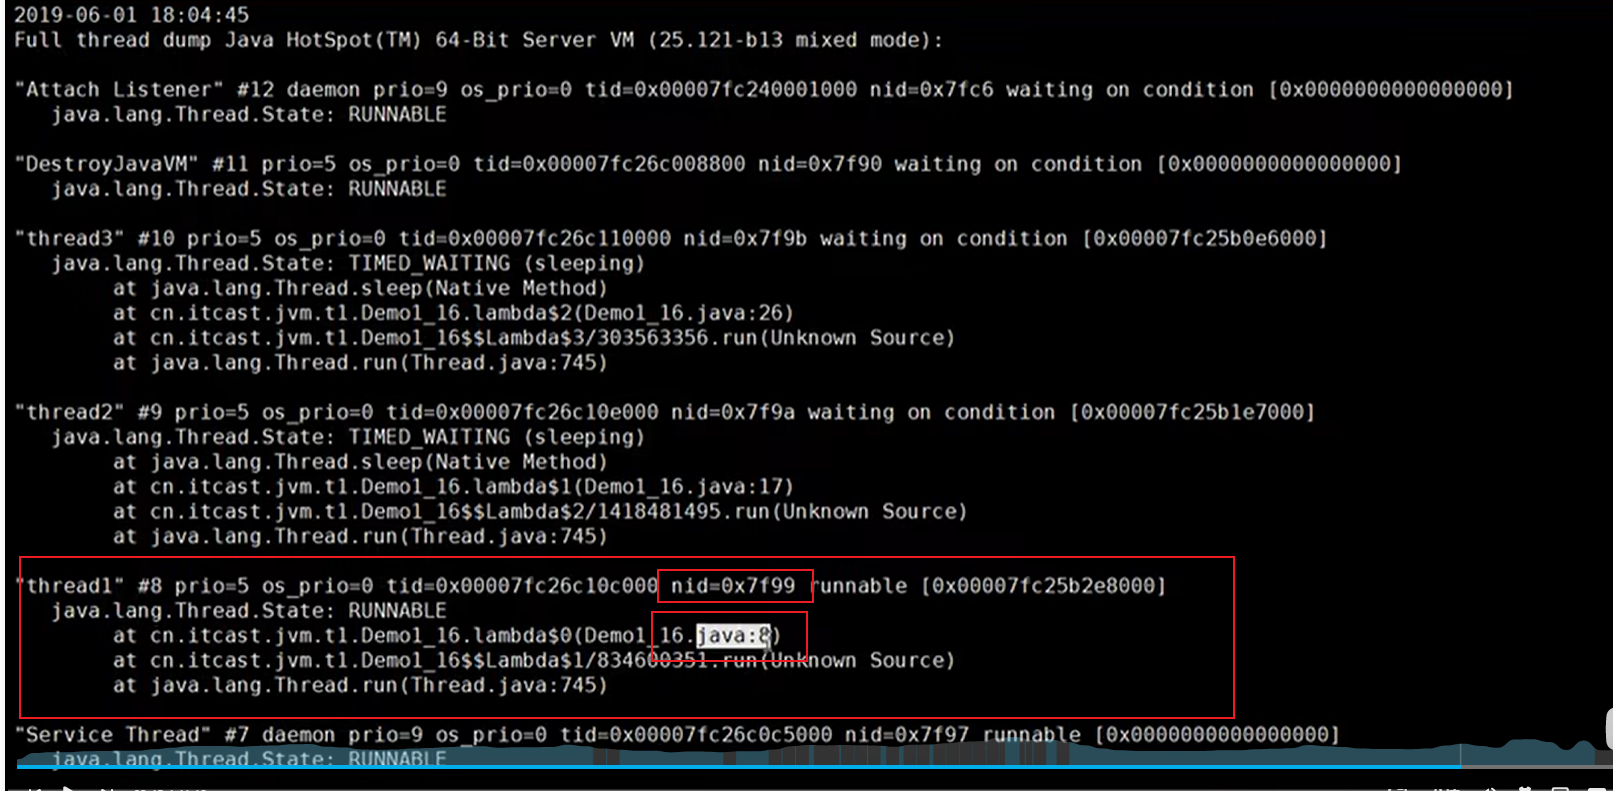 2019-06-01 18:04:45
Full thread dump Java HotSpot(TM) 64-Bit Server VM (25.121-b13 mixed mode):
"Attach Listener" #12 daemon prio=9 os_prio=0 tid=0x00007fc240001000 nid=0x7fc6 waiting on condition [0x0000000000000000]
java.lang.Thread.State: RUNNABLE
"DestroyJavaVM" #11 prio=5 os_prio=0 tid=0x00007fc26c008800 nid=0x7f90 waiting on condition [0x0000000000000000]
java.lang.Thread.State: RUNNABLE
"thread3" #10 prio=5 os_prio=0 tid=0x00007fc26c110000 nid=0x7f9b waiting on condition [0x00007fc25b0e6000]
java.lang.Thread.State: TIMED_WAITING (sleeping)
at java.lang.Thread.sleep(Native Method)
at cn.itcast.jvm.t1.Demo1_16.lambda$2(Demo1_16.java:26)
at cn.itcast.jvm.t1.Demo1_16$$Lambda$3/303563356.run(Unknown Source)
at java.lang.Thread.run(Thread.java:745)
"thread2" #9 prio=5 os_prio=0 tid=0x00007fc26c10e000 nid=0x7f9a waiting on condition [0x00007fc25b1e7000]
java.lang.Thread.State: TIMED_WAITING (sleeping)
at java.lang.Thread.sleep(Native Method)
at cn.itcast.jvm.t1.Demo1_16.lambda$1(Demo1_16.java:17)
at cn.itcast.jvm.t1.Demo1_16$$Lambda$2/1418481495.run(Unknown Source)
at java.lang.Thread.run(Thread.java:745)
"thread1" #8 prio=5 os_prio=0 tid=0x00007fc26c10c000 nid=0x7f99 runnable [0x00007fc25b2e8000]
java.lang.Thread.State: RUNNABLE
at cn.itcast.jvm.t1.Demo1_16.lambda$0(Demo1_16.java:8)
at cn.itcast.jvm.t1.Demo1_16$$Lambda$1/834600351.run(Unknown Source)
at java.lang.Thread.run(Thread.java:745)
"Service Thread" #7 daemon prio=9 os_prio=0 tid=0x00007fc26c0c5000 nid=0x7f97 runnable [0x0000000000000000]
java.lang.Thread.State: RUNNABLE